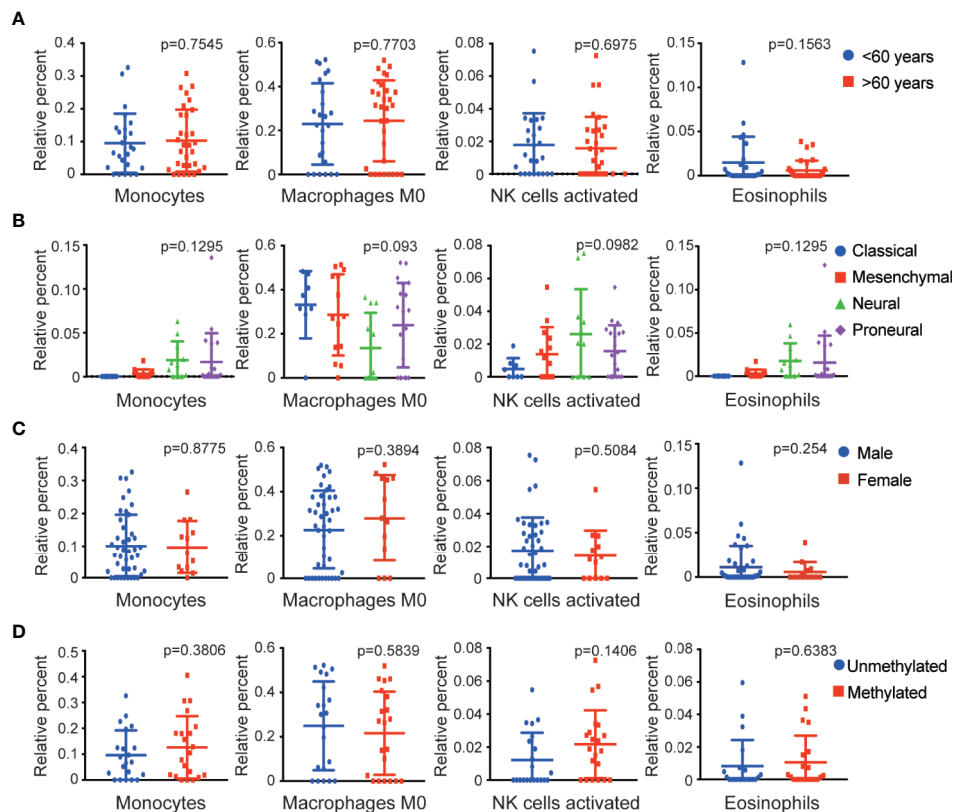 A
p=0.7545
p=0.7703
p=0.6975
p=0.1563
<60 years
>60 years
Relative percent
0.4
0.3
0.2
0.1
0
Monocytes
Relative percent
0.6
0.4
0.2
0
Macrophages M0
Relative percent
0.08
0.06
0.04
0.02
0
NK cells activated
Relative percent
0.15
0.10
0.05
0
Eosinophils
B
p=0.1295
p=0.093
p=0.0982
p=0.1295
Classical
Mesenchymal
Neural
Proneural
Relative percent
0.15
0.10
0.05
0
Monocytes
Relative percent
0.8
0.6
0.4
0.2
0
Macrophages M0
Relative percent
0.08
0.06
0.04
0.02
0
NK cells activated
Relative percent
0.15
0.10
0.05
0
Eosinophils
C
p=0.8775
p=0.3894
p=0.5084
p=0.254
Male
Female
Relative percent
0.4
0.3
0.2
0.1
0
Monocytes
Relative percent
0.6
0.4
0.2
0
Macrophages M0
Relative percent
0.08
0.06
0.04
0.02
0
NK cells activated
Relative percent
0.15
0.10
0.05
0
Eosinophils
D
p=0.3806
p=0.5839
p=0.1406
p=0.6383
Unmethylated
Methylated
Relative percent
0.5
0.4
0.3
0.2
0.1
0
Monocytes
Relative percent
0.6
0.4
0.2
0
Macrophages M0
Relative percent
0.08
0.06
0.04
0.02
0
NK cells activated
Relative percent
0.08
0.06
0.04
0.02
0
Eosinophils